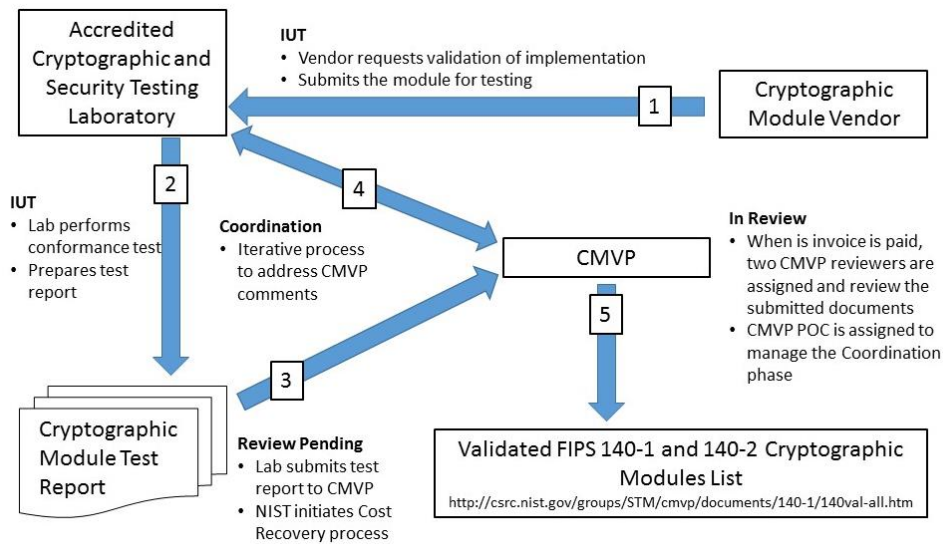 Accredited
Cryptographic and
Security Testing
Laboratory
IUT
• Vendor requests validation of implementation
• Submits the module for testing
1
Cryptographic
Module Vendor
2
IUT
• Lab performs
conformance test
• Prepares test
report
4
Coordination
• Iterative process
to address CMVP
comments
CMVP
In Review
• When is invoice is paid,
two CMVP reviewers are
assigned and review the
submitted documents
• CMVP POC is assigned to
manage the Coordination
phase
5
3
Cryptographic
Module Test
Report
Review Pending
• Lab submits test
report to CMVP
• NIST initiates Cost
Recovery process
Validated FIPS 140-1 and 140-2 Cryptographic
Modules List
http://csrc.nist.gov/groups/STM/cmvp/documents/140-1/140val-all.htm